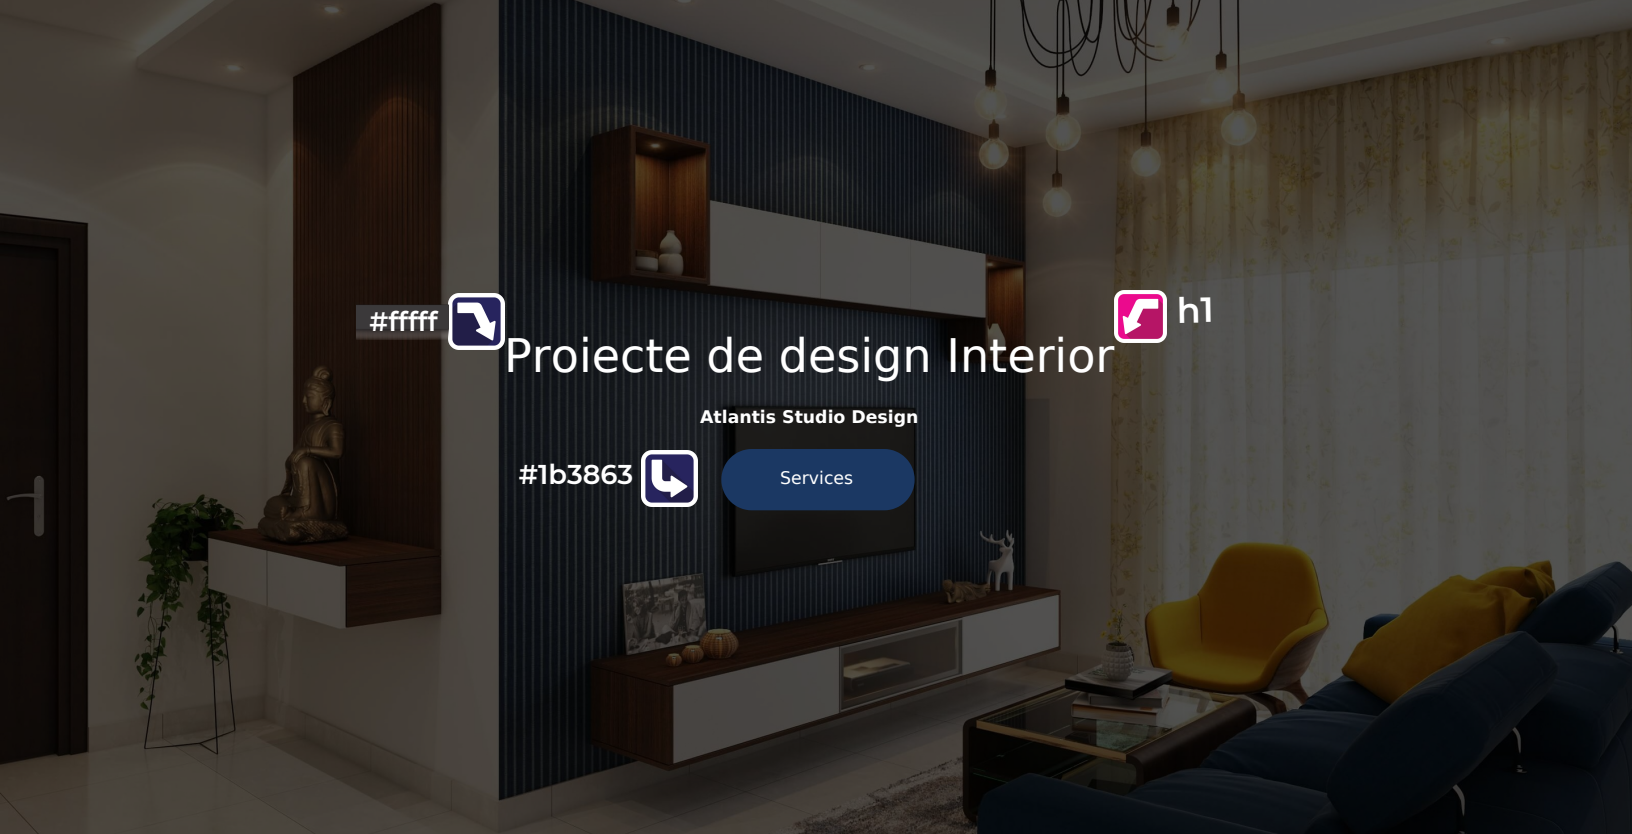 #fffff
h1
Proiecte de design Interior
Atlantis Studio Design
#1b3863
Services